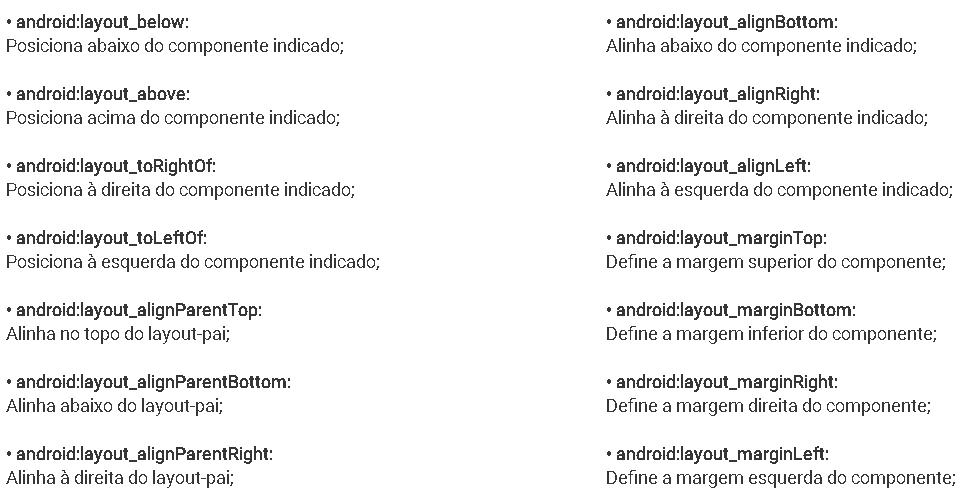 • android:layout_below:
Posiciona abaixo do componente indicado;
• android:layout_above:
Posiciona acima do componente indicado;
• android:layout_toRightOf:
Posiciona à direita do componente indicado;
• android:layout_toLeftOf:
Posiciona à esquerda do componente indicado;
• android:layout_alignParentTop:
Alinha no topo do layout-pai;
• android:layout_alignParentBottom:
Alinha abaixo do layout-pai;
• android:layout_alignParentRight:
Alinha à direita do layout-pai;
• android:layout_alignBottom:
Alinha abaixo do componente indicado;
• android:layout_alignRight:
Alinha à direita do componente indicado;
• android:layout_alignLeft:
Alinha à esquerda do componente indicado;
• android:layout_marginTop:
Define a margem superior do componente;
• android:layout_marginBottom:
Define a margem inferior do componente;
• android:layout_marginRight:
Define a margem direita do componente;
• android:layout_marginLeft:
Define a margem esquerda do componente;